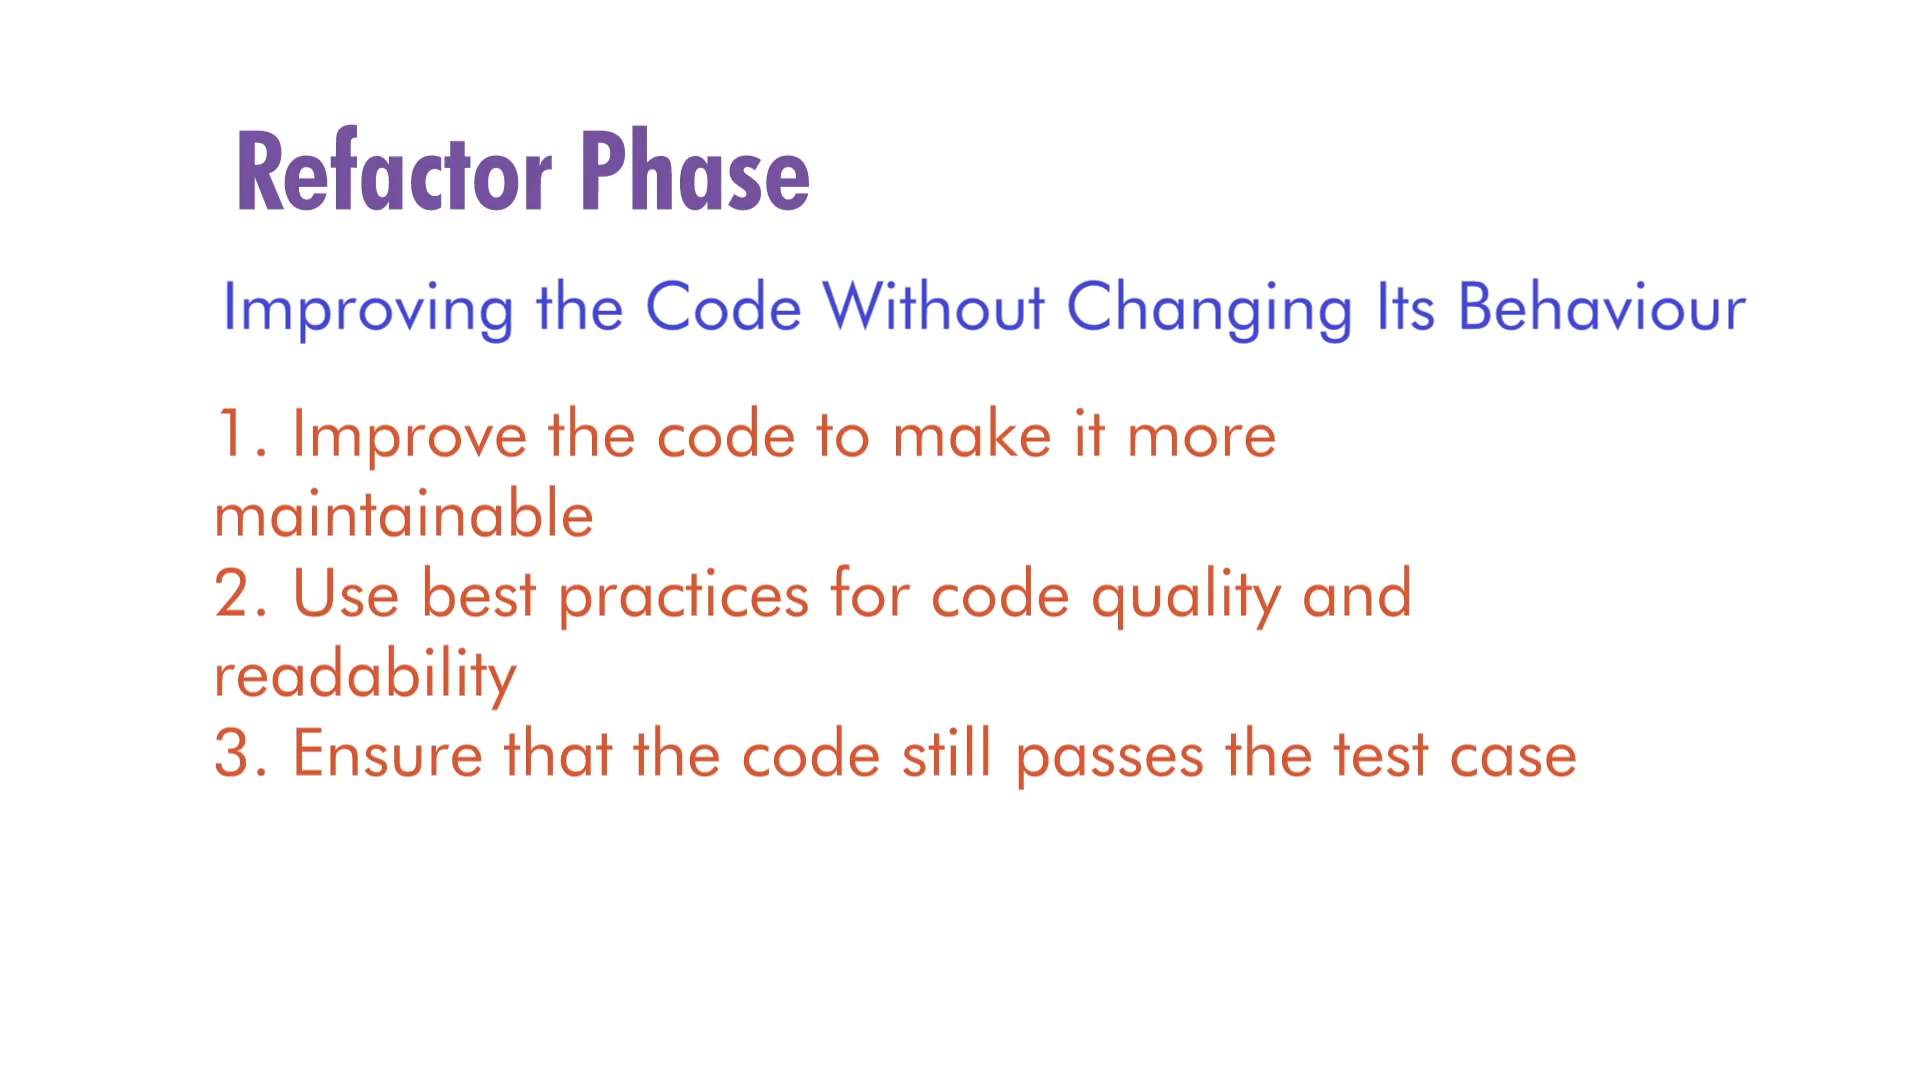 Refactor Phase
Improving the Code Without Changing Its Behaviour
1. Improve the code to make it more
maintainable
2. Use best practices for code quality and
readability
3. Ensure that the code still passes the test case